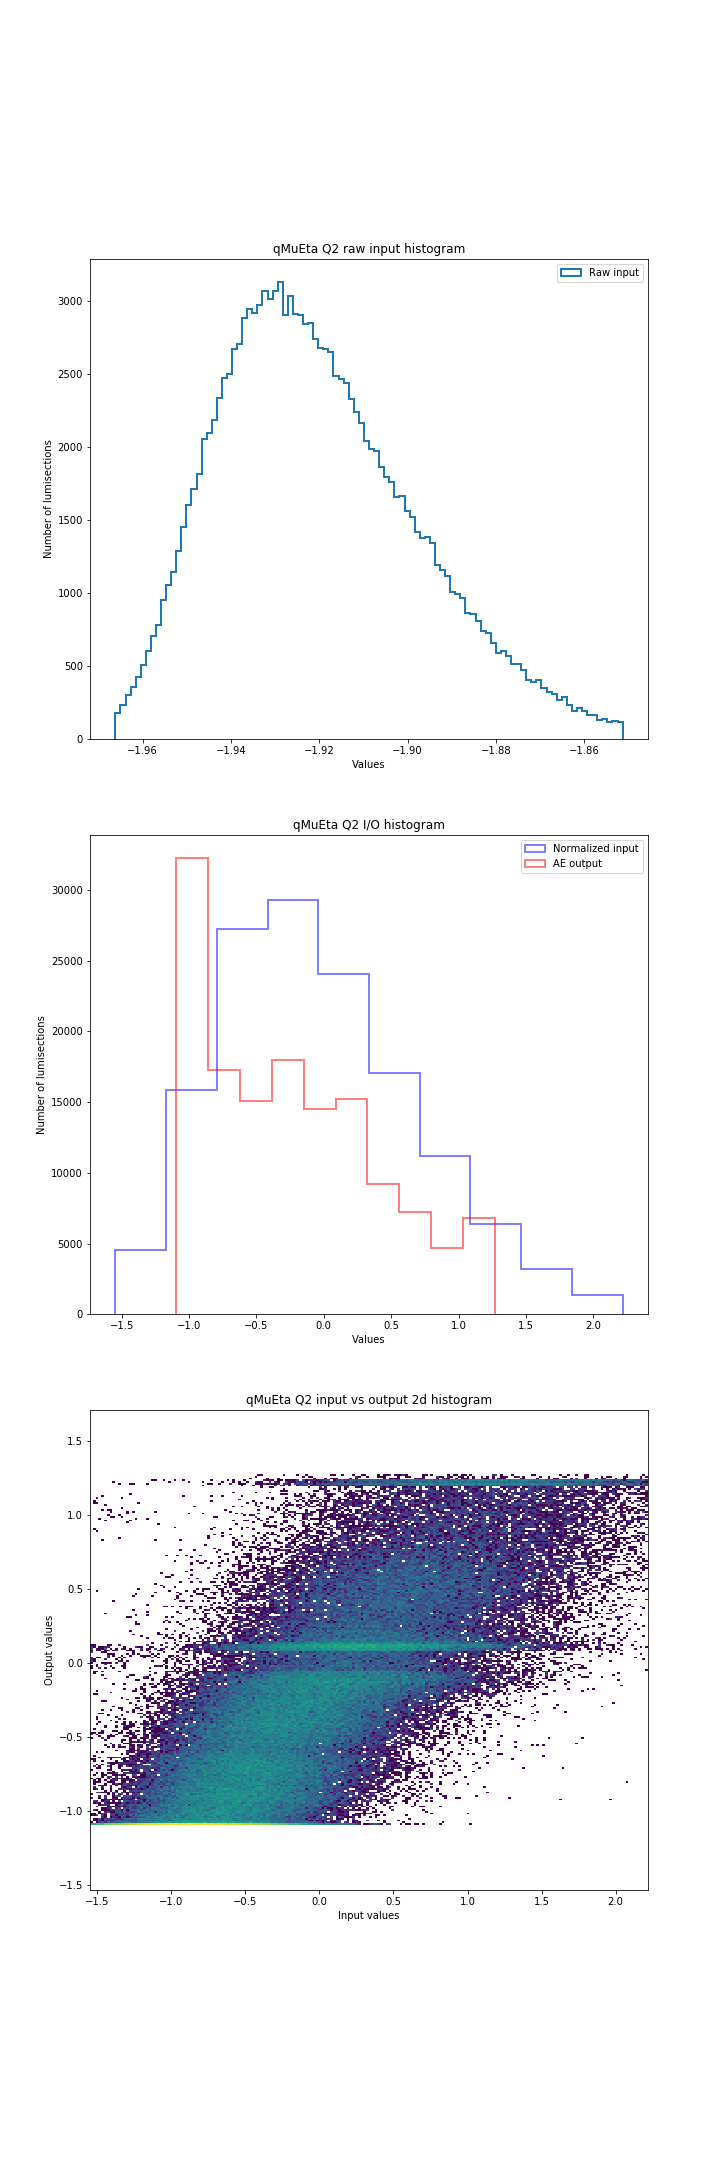 qMuEta Q2 raw input histogram
Raw input
3000
2500
2000
1500
1000
500
0
Number of lumisections
−1.96 −1.94 −1.92 −1.90 −1.88 −1.86
Values
qMuEta Q2 I/O histogram
Normalized input
AE output
30000
25000
20000
15000
10000
5000
0
Number of lumisections
−1.5 −1.0 −0.5 0.0 0.5 1.0 1.5 2.0
Values
qMuEta Q2 input vs output 2d histogram
1.5
1.0
0.5
0.0
−0.5
−1.0
−1.5
Output values
−1.5 −1.0 −0.5 0.0 0.5 1.0 1.5 2.0
Input values